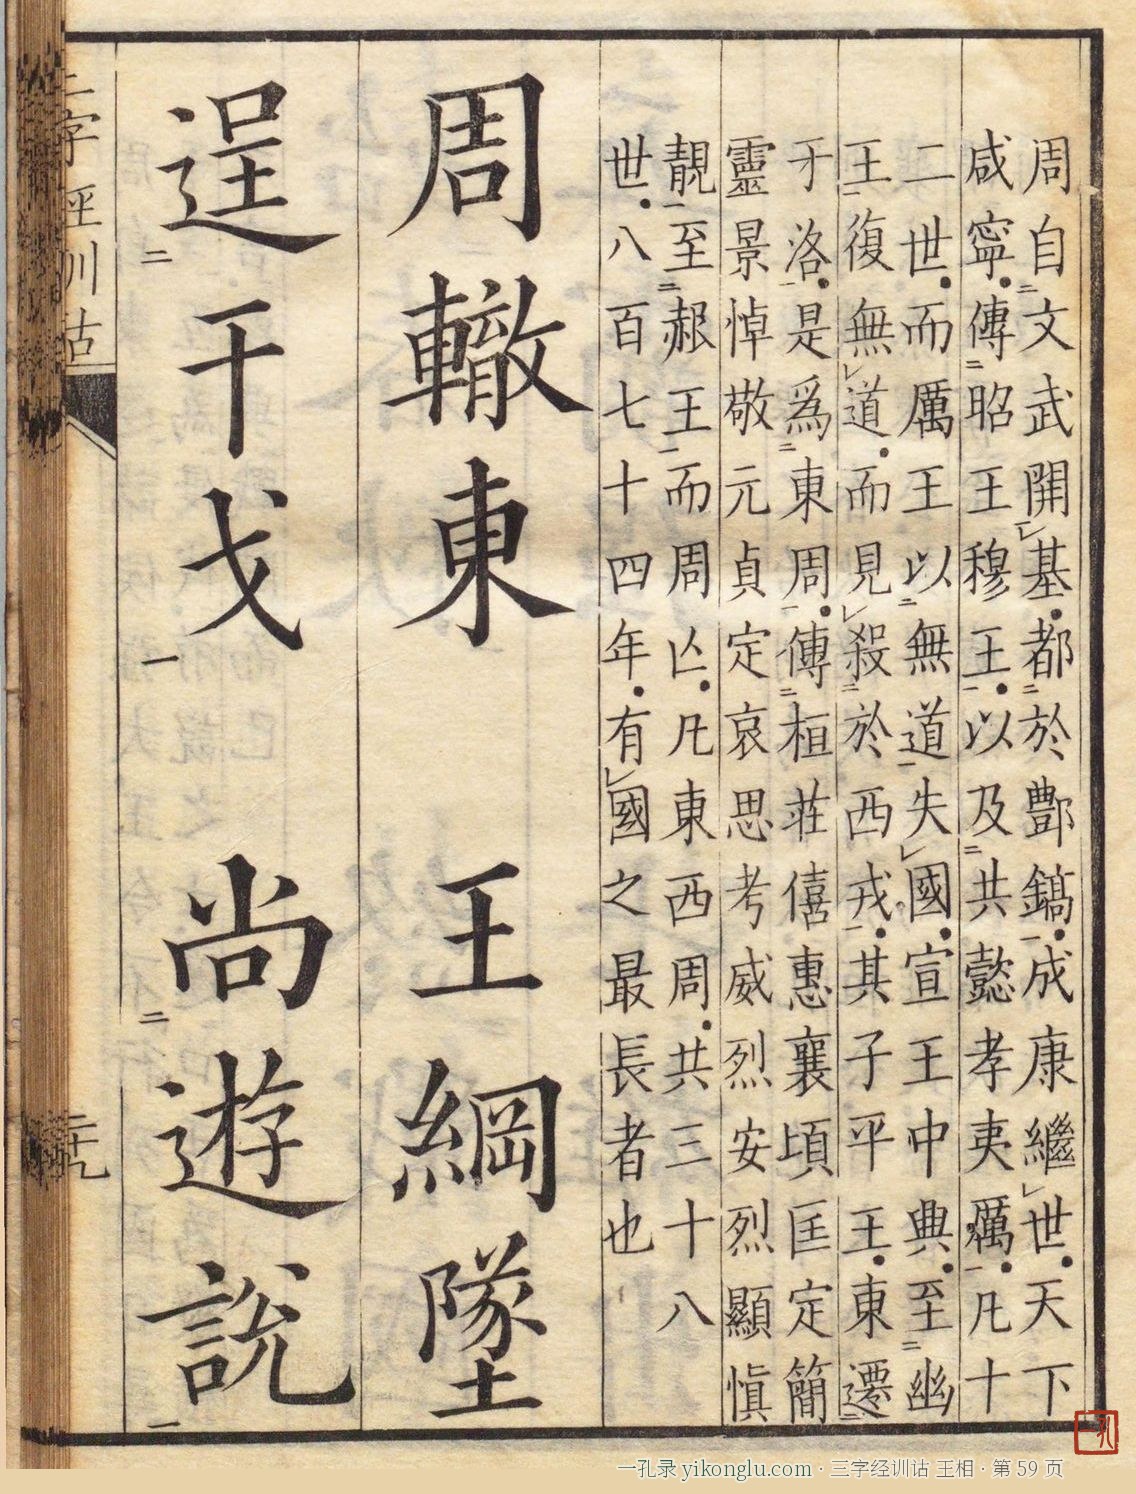 周自文武開基都於酆鎬成康繼世天下
咸寧傳昭王穆王以及共懿孝夷厲凡十
二世而厲王以無道失國宣王中典至幽
王復無道而見殺於西戎其子平王東遷
于洛是爲東周傳桓莊僖惠襄頃匡定簡
靈景悼敬元貞定哀思考威烈安烈顯慎
靚至赧王而周亾凡東西周共三十八
世八百七十四年有國之最長者也
周轍東 王綱墜
逞干戈 尚遊說
三字經訓詁
二十九
一孔录 yikonglu.com · 三字经训诂 王相 · 第 59 页